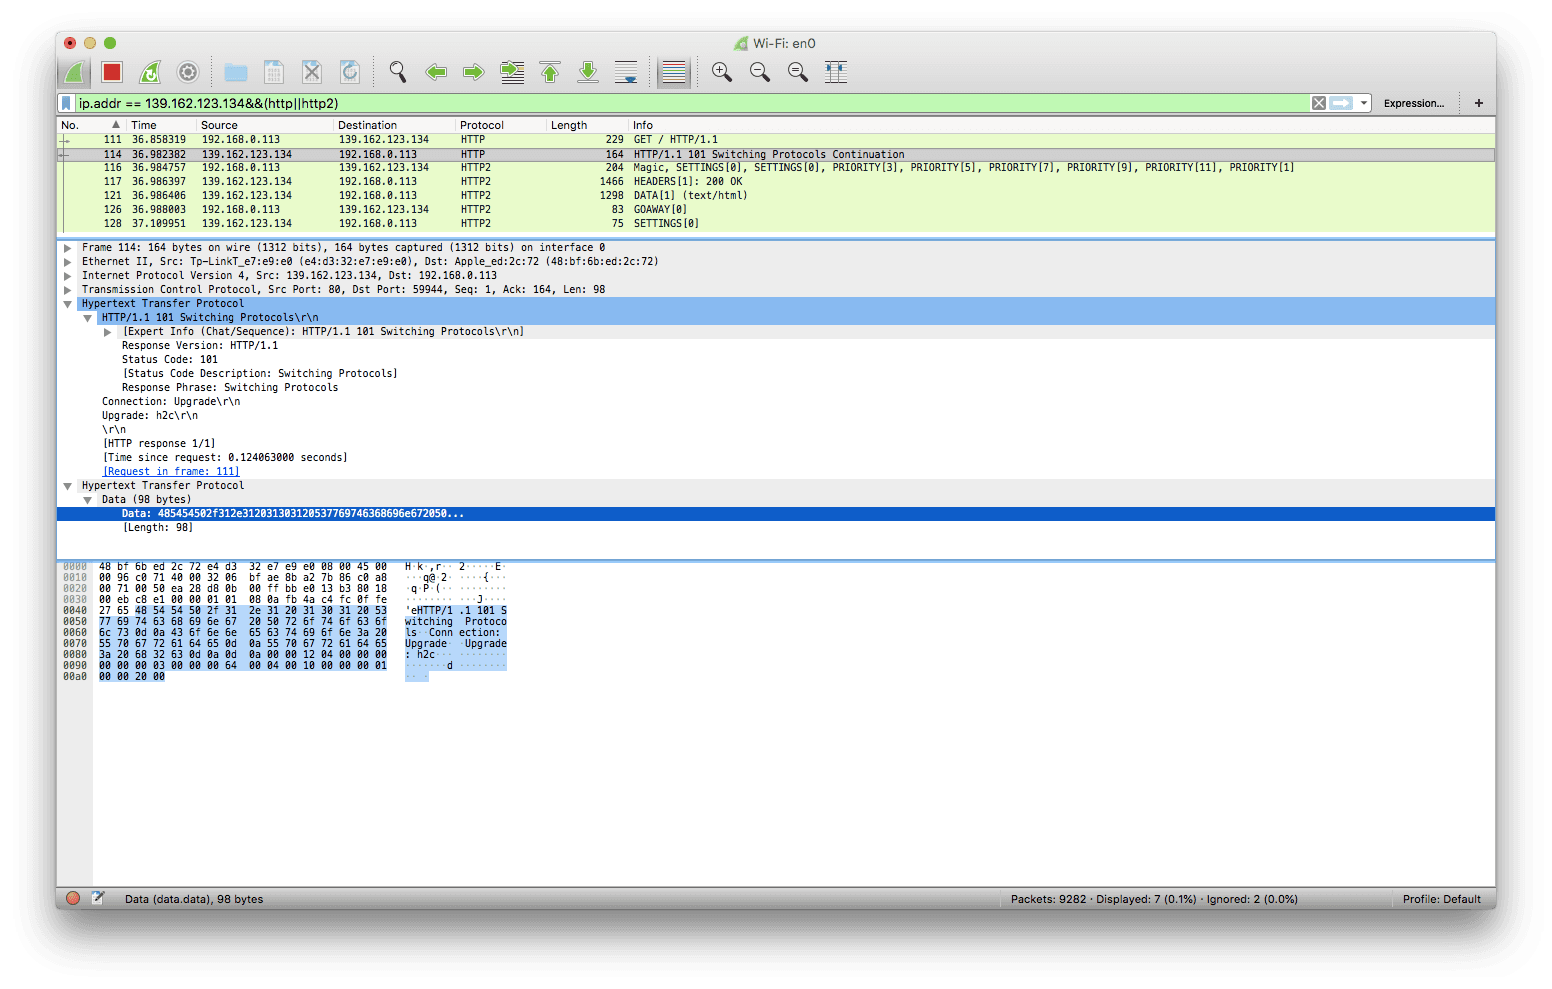 Wi-Fi: en0
ip.addr == 139.162.123.134&&(http||http2)
Expression...
+
No. Time Source Destination Protocol Length Info
111 36.858319 192.168.0.113 139.162.123.134 HTTP 229 GET / HTTP/1.1
114 36.982382 139.162.123.134 192.168.0.113 HTTP 164 HTTP/1.1 101 Switching Protocols Continuation
116 36.984757 192.168.0.113 139.162.123.134 HTTP2 204 Magic, SETTINGS[0], SETTINGS[0], PRIORITY[3], PRIORITY[5], PRIORITY[7], PRIORITY[9], PRIORITY[11], PRIORITY[1]
117 36.986397 139.162.123.134 192.168.0.113 HTTP2 1466 HEADERS[1]: 200 OK
121 36.986406 139.162.123.134 192.168.0.113 HTTP2 1298 DATA[1] (text/html)
126 36.988003 192.168.0.113 139.162.123.134 HTTP2 83 GOAWAY[0]
128 37.109951 139.162.123.134 192.168.0.113 HTTP2 75 SETTINGS[0]
Frame 114: 164 bytes on wire (1312 bits), 164 bytes captured (1312 bits) on interface 0
Ethernet II, Src: Tp-LinkT_e7:e9:e0 (e4:d3:32:e7:e9:e0), Dst: Apple_ed:2c:72 (48:bf:6b:ed:2c:72)
Internet Protocol Version 4, Src: 139.162.123.134, Dst: 192.168.0.113
Transmission Control Protocol, Src Port: 80, Dst Port: 59944, Seq: 1, Ack: 164, Len: 98
Hypertext Transfer Protocol
HTTP/1.1 101 Switching Protocols\r\n
[Expert Info (Chat/Sequence): HTTP/1.1 101 Switching Protocols\r\n]
Response Version: HTTP/1.1
Status Code: 101
[Status Code Description: Switching Protocols]
Response Phrase: Switching Protocols
Connection: Upgrade\r\n
Upgrade: h2c\r\n
\r\n
[HTTP response 1/1]
[Time since request: 0.124063000 seconds]
[Request in frame: 111]
Hypertext Transfer Protocol
Data (98 bytes)
Data: 485454502f312e312031303120537769746368696e672050...
[Length: 98]
0000 48 bf 6b ed 2c 72 e4 d3 32 e7 e9 e0 08 00 45 00 H·k·,r·· 2·····E·
0010 00 96 c0 71 40 00 32 06 bf ae 8b a2 7b 86 c0 a8 ···q@·2· ····{···
0020 00 71 00 50 ea 28 d8 0b 00 ff bb e0 13 b3 80 18 ·q·P·(·· ········
0030 00 eb c8 e1 00 00 01 01 08 0a fb 4a c4 fc 0f fe ········ ···J····
0040 27 65 48 54 54 50 2f 31 2e 31 20 31 30 31 20 53 'eHTTP/1 .1 101 S
0050 77 69 74 63 68 69 6e 67 20 50 72 6f 74 6f 63 6f witching Protoco
0060 6c 73 0d 0a 43 6f 6e 6e 65 63 74 69 6f 6e 3a 20 ls··Conn ection:
0070 55 70 67 72 61 64 65 0d 0a 55 70 67 72 61 64 65 Upgrade· ·Upgrade
0080 3a 20 68 32 63 0d 0a 0d 0a 00 00 12 04 00 00 00 : h2c··· ········
0090 00 00 00 03 00 00 00 64 00 04 00 10 00 00 00 01 ·······d ········
00a0 00 00 20 00 ·· ·
Data (data.data), 98 bytes
Packets: 9282 · Displayed: 7 (0.1%) · Ignored: 2 (0.0%)
Profile: Default